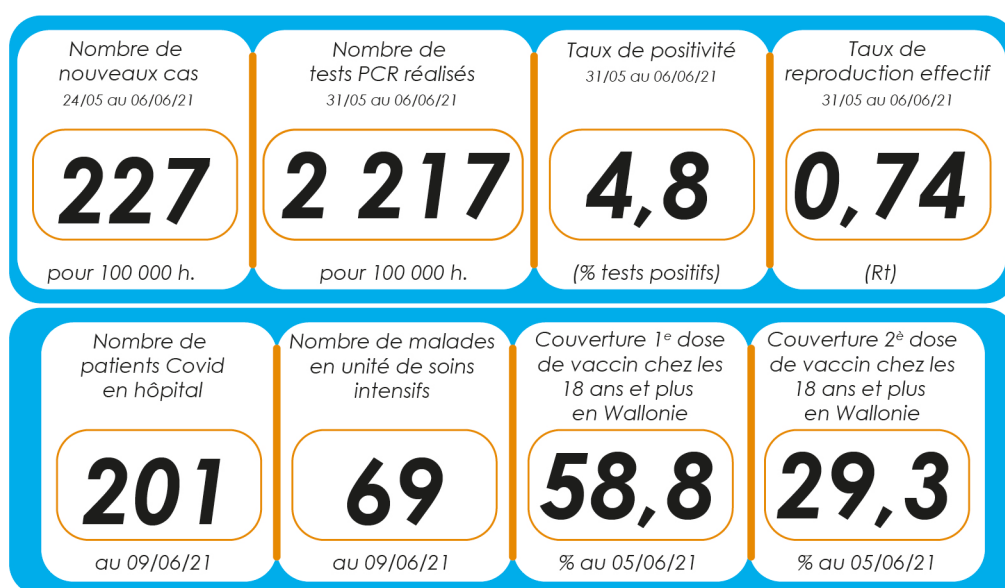 Nombre de
nouveaux cas
24/05 au 06/06/21
227
pour 100 000 h.
Nombre de
tests PCR réalisés
31/05 au 06/06/21
2 217
pour 100 000 h.
Taux de positivité
31/05 au 06/06/21
4,8
(% tests positifs)
Taux de
reproduction effectif
31/05 au 06/06/21
0,74
(Rt)
Nombre de
patients Covid
en hôpital
201
au 09/06/21
Nombre de malades
en unité de soins
intensifs
69
au 09/06/21
Couverture 1e dose
de vaccin chez les
18 ans et plus
en Wallonie
58,8
% au 05/06/21
Couverture 2è dose
de vaccin chez les
18 ans et plus
en Wallonie
29,3
% au 05/06/21